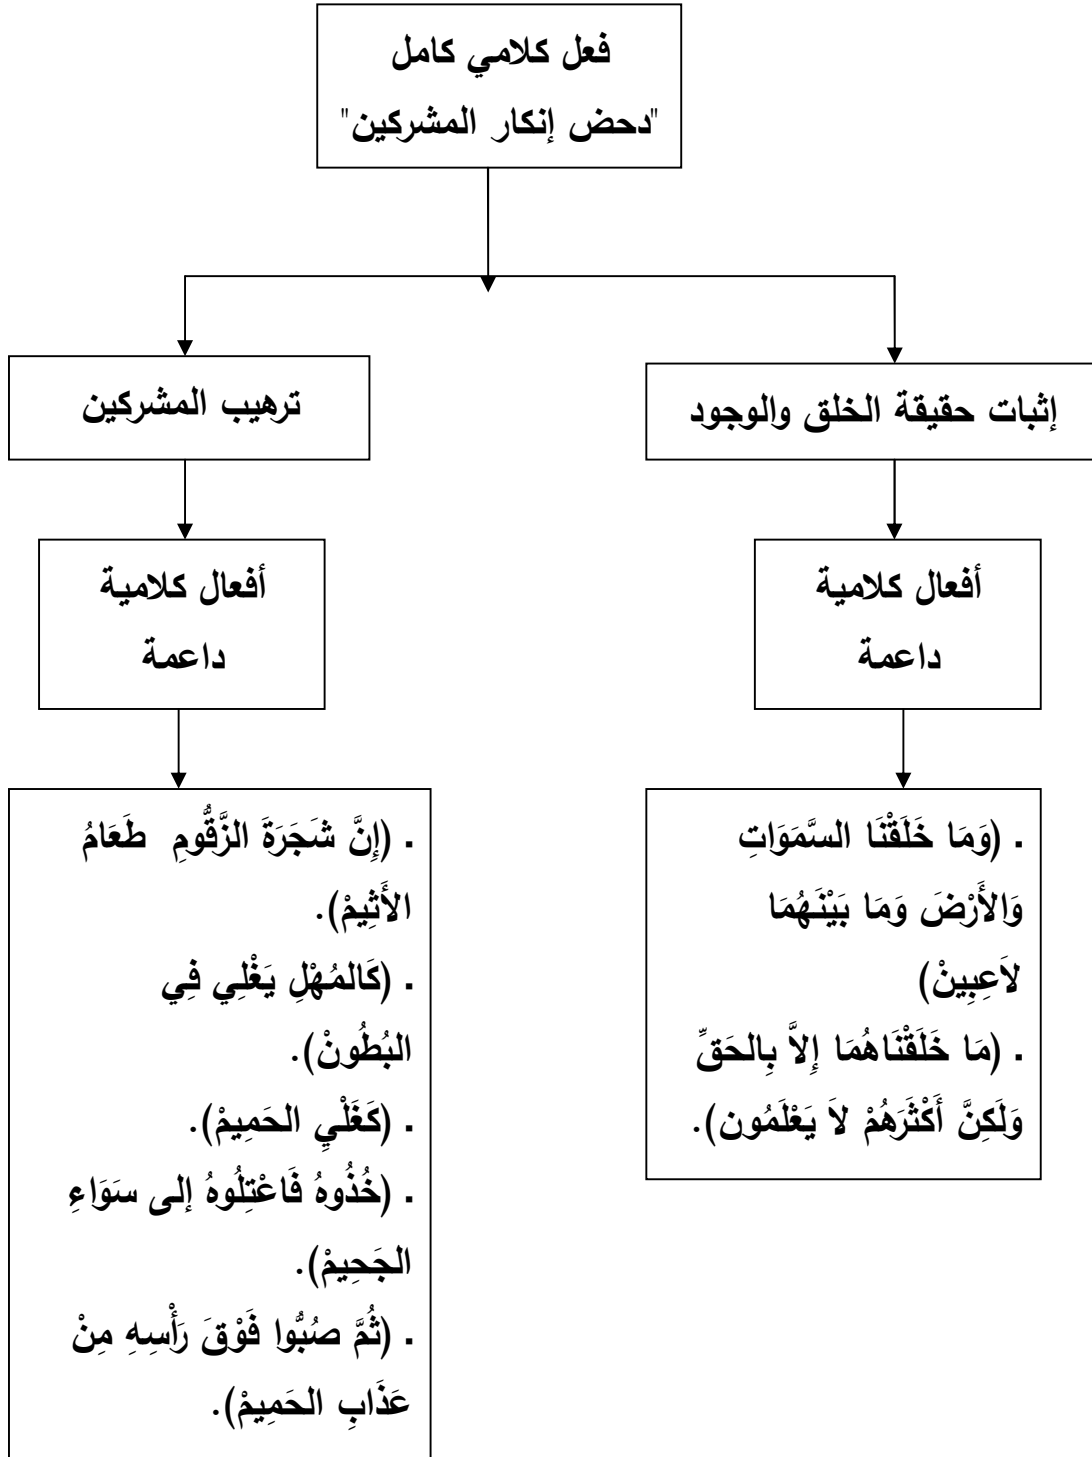 فعل كلامي كامل
"دحض إنكار المشركين"
إثبات حقيقة الخلق والوجود
ترهيب المشركين
أفعال كلامية
داعمة
أفعال كلامية
داعمة
. (وَمَا خَلَقْنَا السَّمَوَاتِ
وَالأَرْضَ وَمَا بَيْنَهُمَا
لاَعِبِينْ)
. (مَا خَلَقْنَاهُمَا إِلاَّ بِالحَقِّ
وَلَكِنَّ أَكْثَرَهُمْ لاَ يَعْلَمُون).
. (إِنَّ شَجَرَةَ الزَّقُّومِ طَعَامُ
الأَثِيمْ).
. (كَالمُهْلِ يَغْلِي فِي
البُطُونْ).
. (كَغَلْيِ الحَمِيمْ).
. (خُذُوهُ فَاعْتِلُوهُ إلى سَوَاءِ
الجَحِيمْ).
. (ثُمَّ صُبُّوا فَوْقَ رَأْسِهِ مِنْ
عَذَابِ الحَمِيمْ).